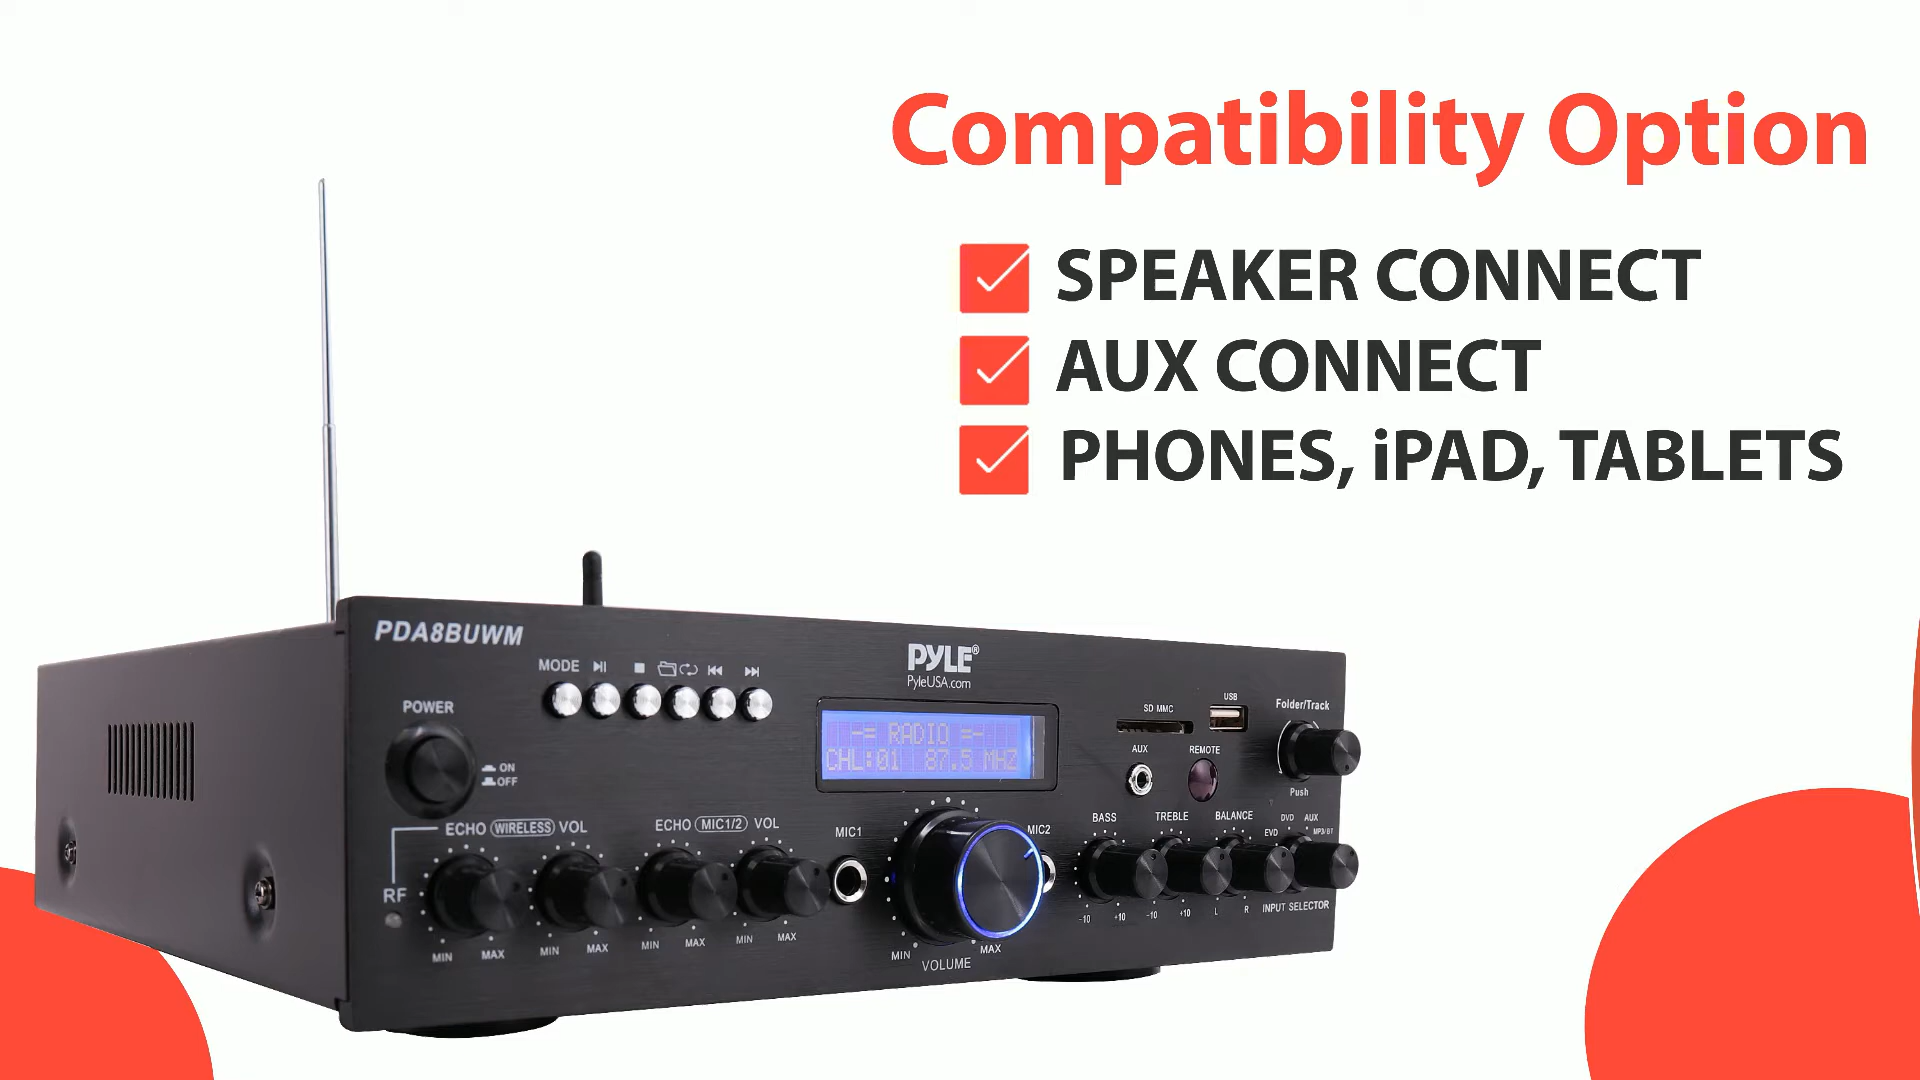 Compatibility Option
SPEAKER CONNECT
AUX CONNECT
PHONES, iPAD, TABLETS
PDA8BUWM
MODE
PYLE®
PyleUSA.com
POWER
ON
OFF
-= RADIO =-
CHL:01 87.5 MHZ
SD MMC
USB
Folder/Track
AUX
REMOTE
Push
ECHO WIRELESS VOL
ECHO MIC1/2 VOL
MIC1
MIC2
BASS
TREBLE
BALANCE
EVD
DVD
AUX
MP3/BT
RF
MIN
MAX
MIN
MAX
MIN
MAX
MIN
MAX
MIN
MAX
VOLUME
-10
+10
-10
+10
L
R
INPUT SELECTOR